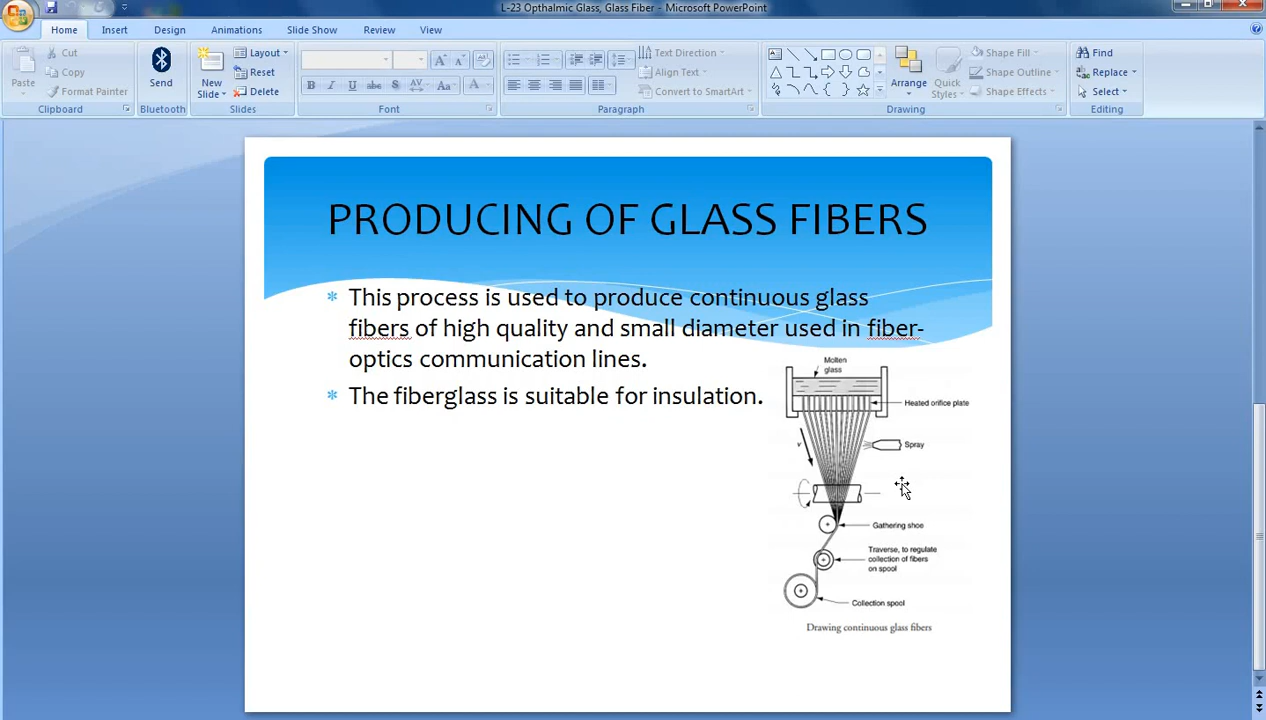 L-23 Opthalmic Glass, Glass Fiber - Microsoft PowerPoint
Home Insert Design Animations Slide Show Review View
Paste
Cut
Copy
Format Painter
Clipboard
Send
Bluetooth
New
Slide
Layout
Reset
Delete
Slides
B I U abc S AV Aa A
Font
Text Direction
Align Text
Convert to SmartArt
Paragraph
Arrange
Quick
Styles
Shape Fill
Shape Outline
Shape Effects
Drawing
Find
Replace
Select
Editing
PRODUCING OF GLASS FIBERS
This process is used to produce continuous glass
fibers of high quality and small diameter used in fiber-
optics communication lines.
The fiberglass is suitable for insulation.
Molten
glass
Heated orifice plate
v
Spray
Gathering shoe
Traverse, to regulate
collection of fibers
on spool
Collection spool
Drawing continuous glass fibers